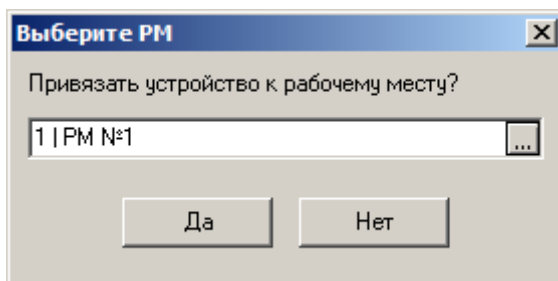 Выберите РМ
Привязать устройство к рабочему месту?
1 | РМ №1
...
Да
Нет